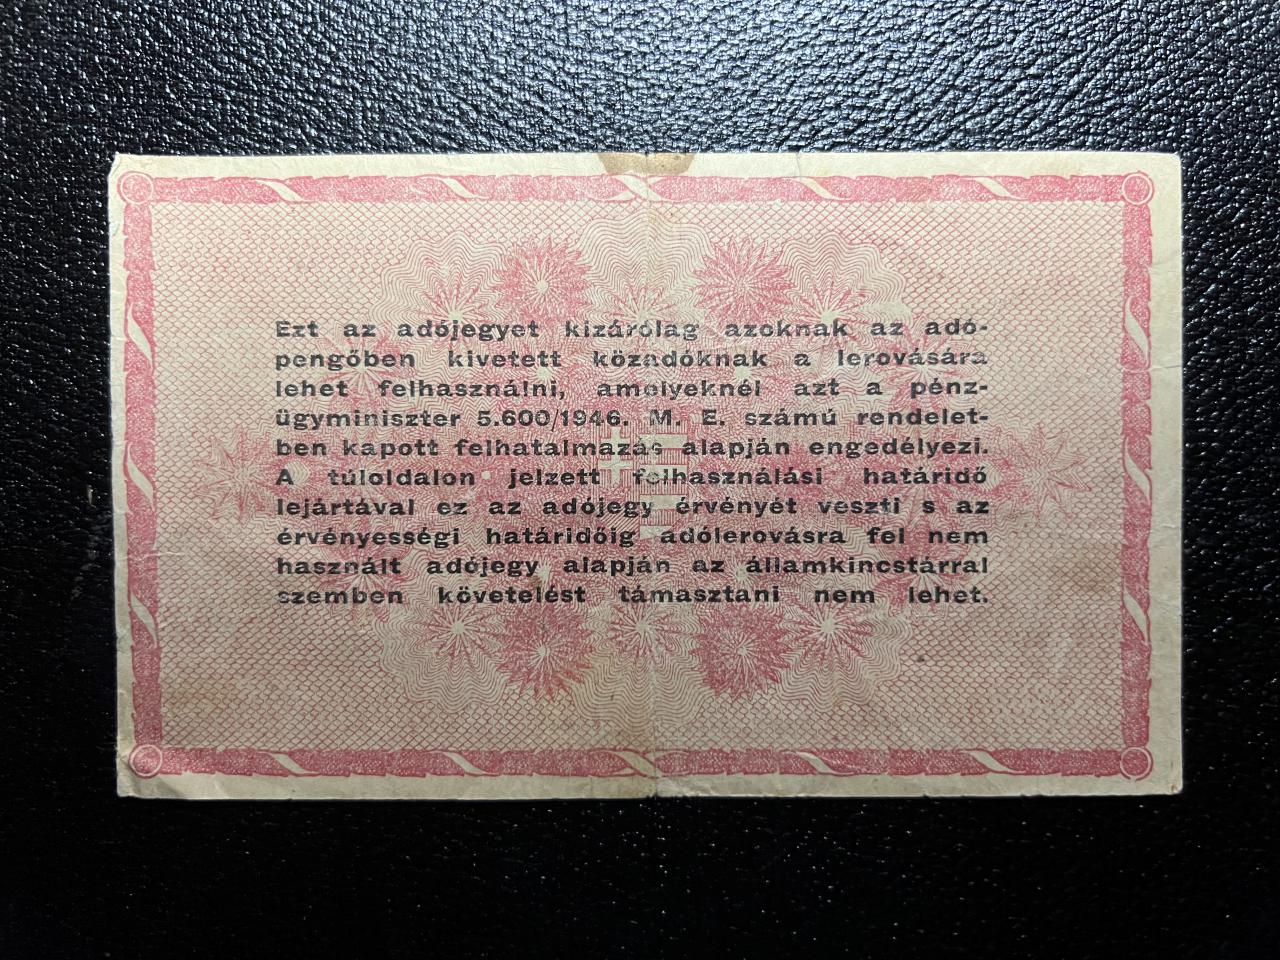 Ezt az adójegyet kizárólag azoknak az adó-
pengőben kivetett közadóknak a lerovására
lehet felhasználni, amelyeknél azt a pénz-
ügyminiszter 5.600/1946. M. E. számú rendelet-
ben kapott felhatalmazás alapján engedélyezi.
A túloldalon jelzett felhasználási határidő
lejártával ez az adójegy érvényét veszti s az
érvényességi határidőig adólerovásra fel nem
használt adójegy alapján az államkincstárral
szemben követelést támasztani nem lehet.